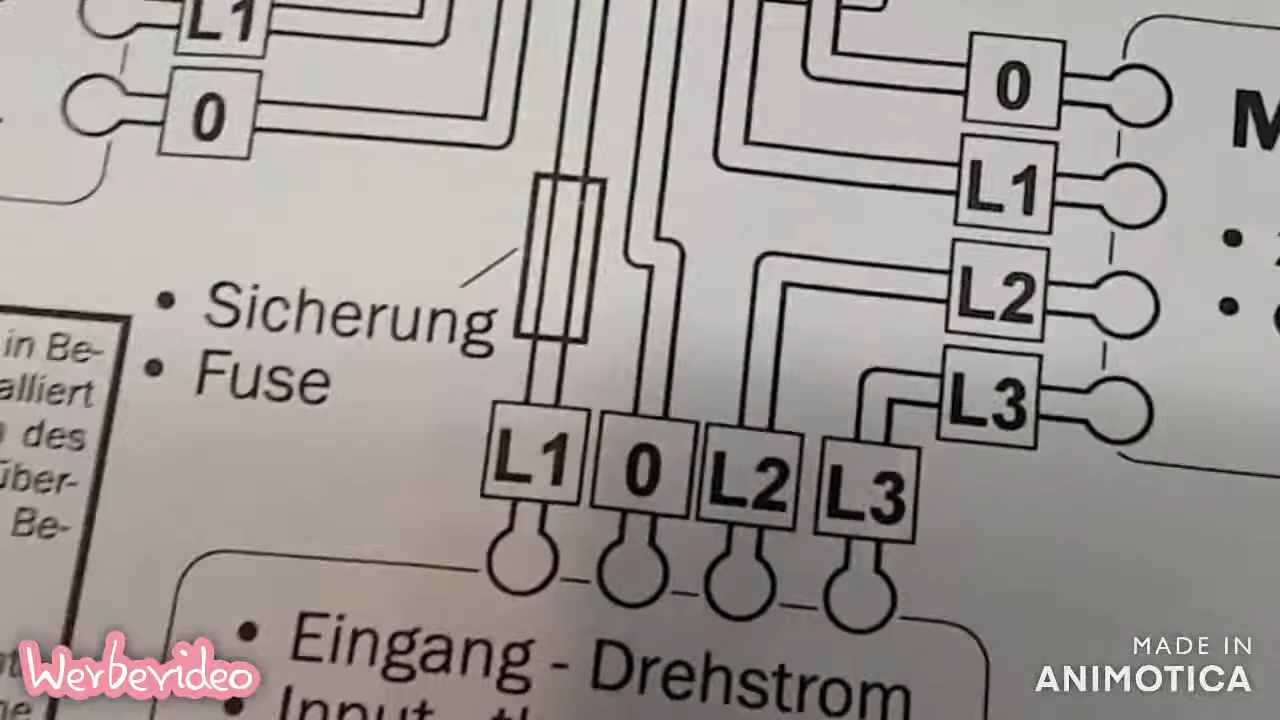 L1
0
0
L1
L2
L3
• Sicherung
• Fuse
in Be-
alliert
des
über-
Be-
L1 0 L2 L3
• Eingang - Drehstrom
• Input
Werbevideo
MADE IN
ANIMOTICA